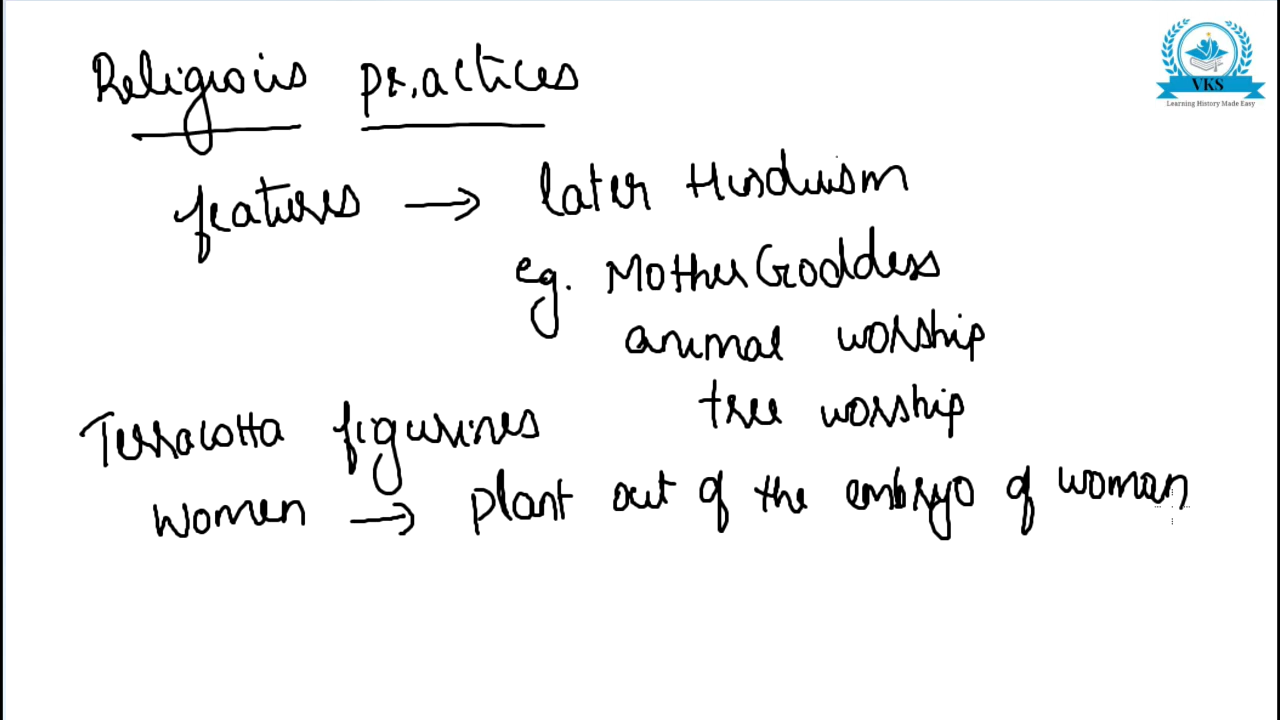 Religious practices
features → later Hinduism
eg. Mother Goddess
animal worship
tree worship
Terracotta figurines
Women → plant out of the embryo of woman
VKS
Learning History Made Easy